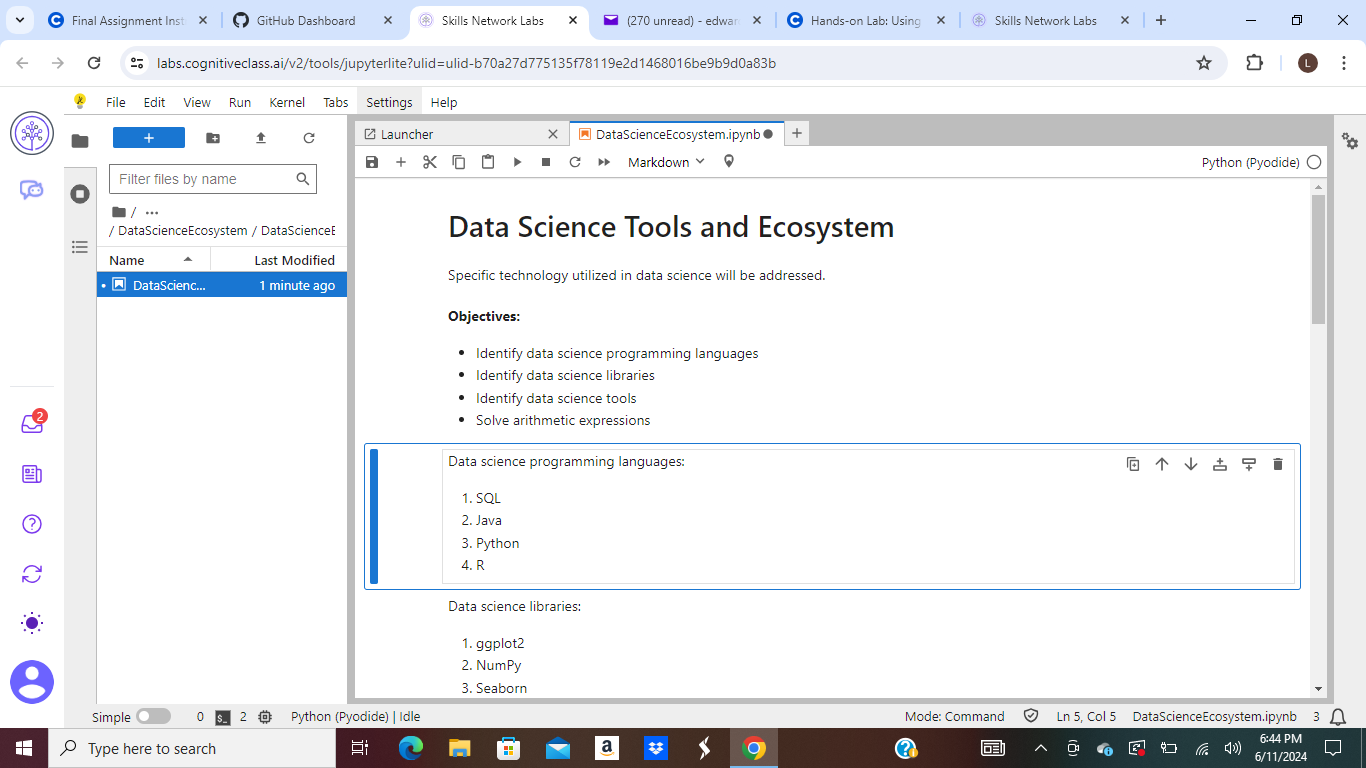 Final Assignment Inst
GitHub Dashboard
Skills Network Labs
(270 unread) - edwar
Hands-on Lab: Using
Skills Network Labs
labs.cognitiveclass.ai/v2/tools/jupyterlite?ulid=ulid-b70a27d775135f78119e2d1468016be9b9d0a83b
L
File Edit View Run Kernel Tabs Settings Help
Launcher
DataScienceEcosystem.ipynb
Filter files by name
Markdown
Python (Pyodide)
/ ...
/ DataScienceEcosystem / DataScienceE
Name Last Modified
DataScienc... 1 minute ago
Data Science Tools and Ecosystem
Specific technology utilized in data science will be addressed.
Objectives:
• Identify data science programming languages
• Identify data science libraries
• Identify data science tools
• Solve arithmetic expressions
Data science programming languages:
1. SQL
2. Java
3. Python
4. R
Data science libraries:
1. ggplot2
2. NumPy
3. Seaborn
2
Simple 0 $_ 2 Python (Pyodide) | Idle Mode: Command Ln 5, Col 5 DataScienceEcosystem.ipynb 3
Type here to search
a
6:44 PM
6/11/2024